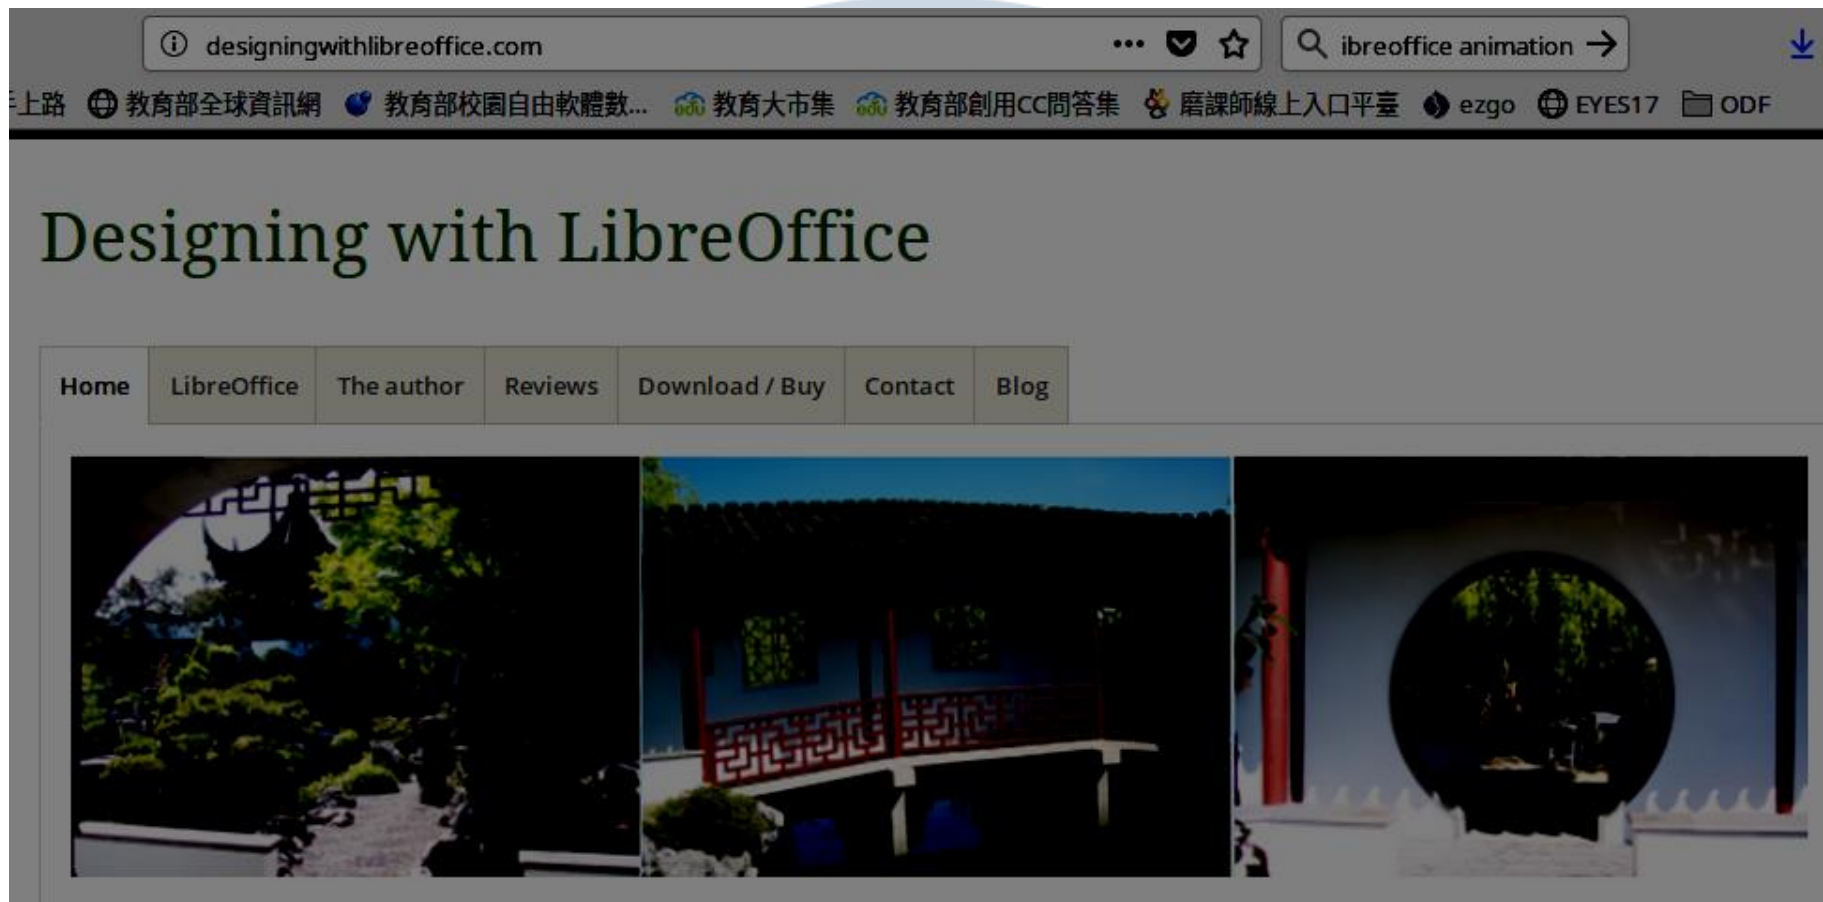 designingwithlibreoffice.com ibreoffice animation
上路 教育部全球資訊網 教育部校園自由軟體數... 教育大市集 教育部創用CC問答集 磨課師線上入口平臺 ezgo EYES17 ODF
Designing with LibreOffice
Home LibreOffice The author Reviews Download / Buy Contact Blog